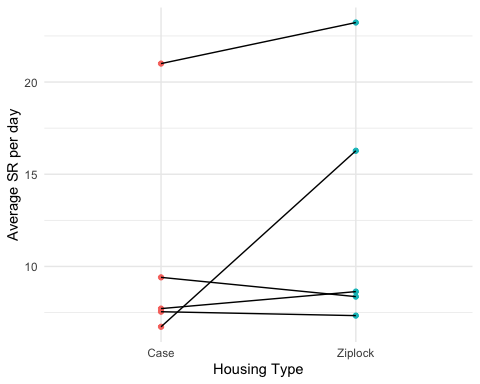 Average SR per day
20
15
10
Case Ziplock
Housing Type